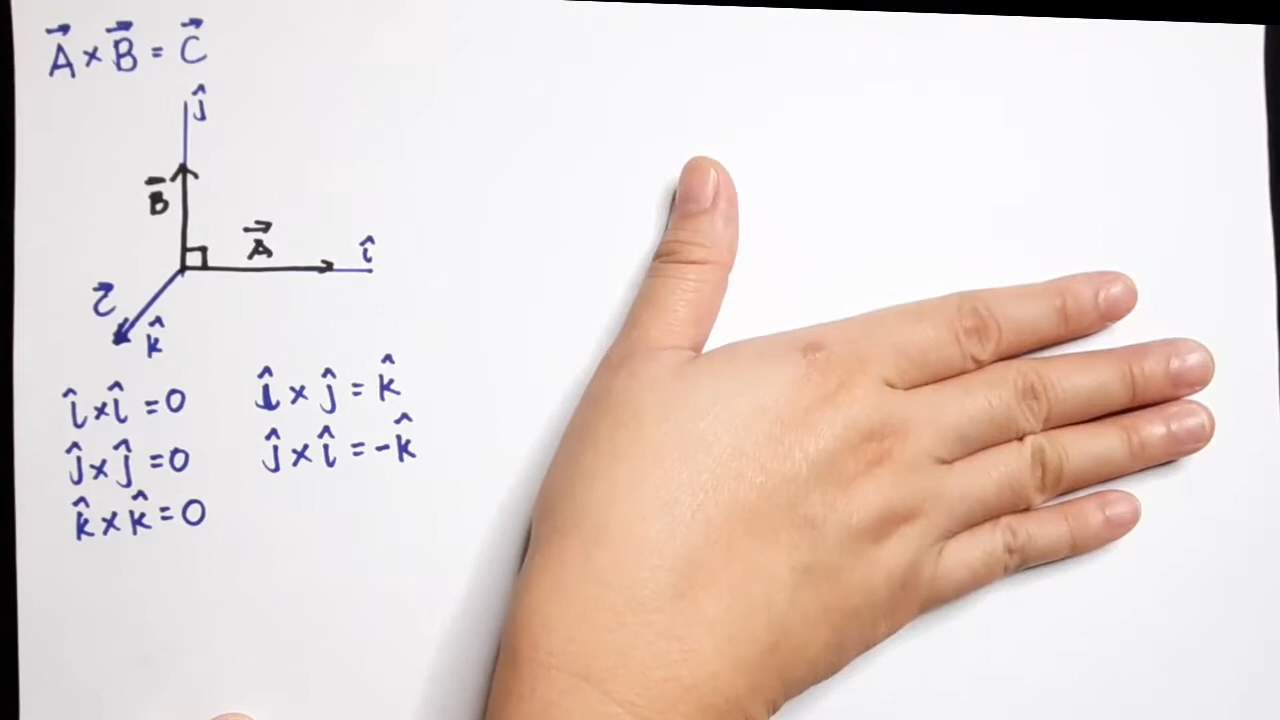 A⃗ × B⃗ = C⃗
ĵ
B⃗
A⃗
î
C⃗
k̂
î × î = 0
ĵ × ĵ = 0
k̂ × k̂ = 0
î × ĵ = k̂
ĵ × î = -k̂